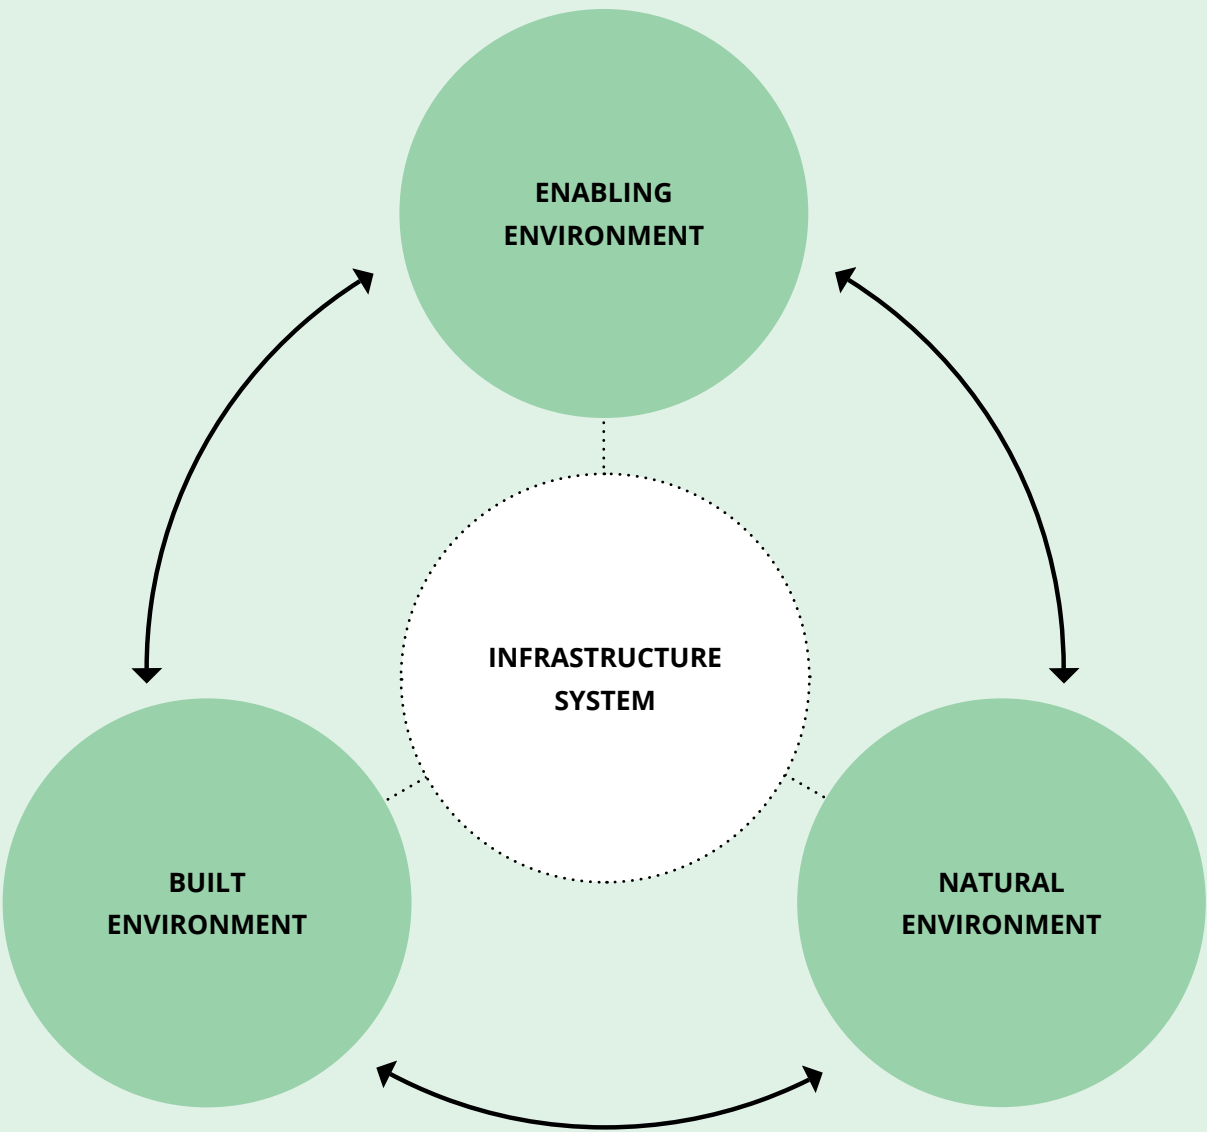 ENABLING
ENVIRONMENT
INFRASTRUCTURE
SYSTEM
BUILT
ENVIRONMENT
NATURAL
ENVIRONMENT